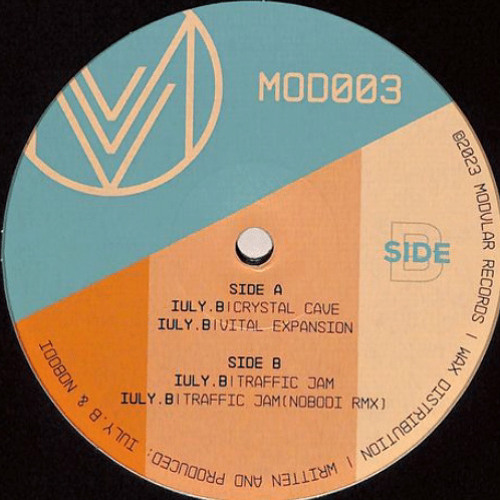 MOD003
B
SIDE
SIDE A
IULY.B|CRYSTAL CAVE
IULY.B|VITAL EXPANSION
SIDE B
IULY.B|TRAFFIC JAM
IULY.B|TRAFFIC JAM(NOBODI RMX)
℗2023 MODVLAR RECORDS | WAX DISTRIBUTION | WRITTEN AND PRODUCED: IULY.B & NOBODI